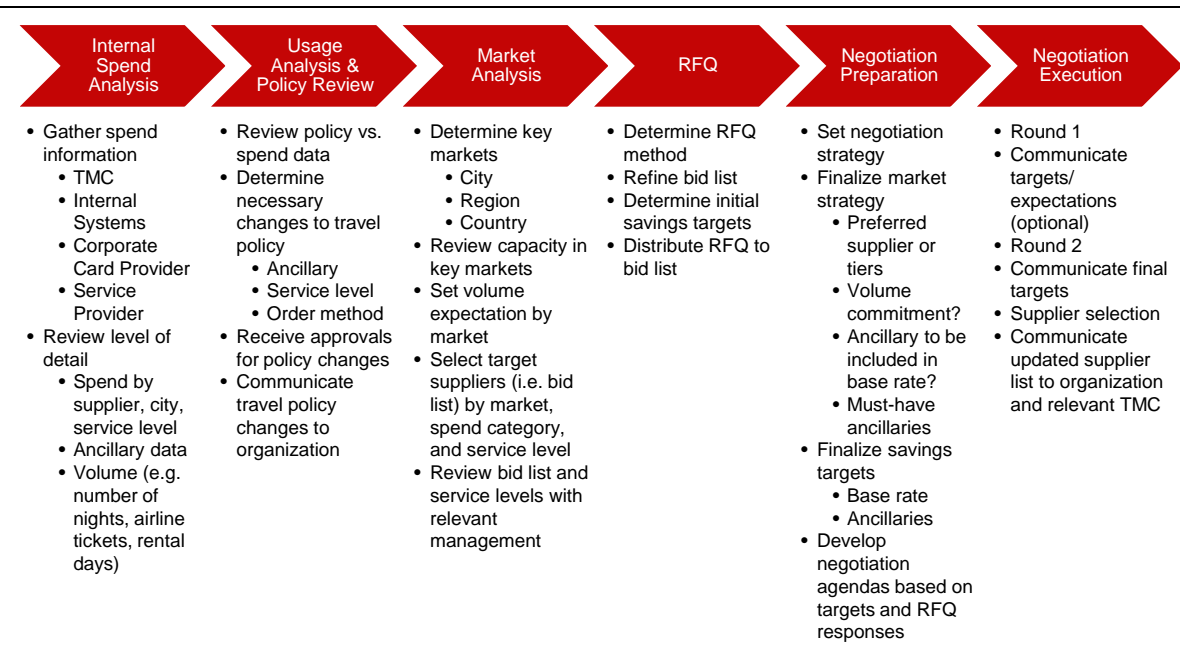 Internal
Spend
Analysis
• Gather spend
information
• TMC
• Internal
Systems
• Corporate
Card Provider
• Service
Provider
• Review level of
detail
• Spend by
supplier, city,
service level
• Ancillary data
• Volume (e.g.
number of
nights, airline
tickets, rental
days)
Usage
Analysis &
Policy Review
• Review policy vs.
spend data
• Determine
necessary
changes to travel
policy
• Ancillary
• Service level
• Order method
• Receive approvals
for policy changes
• Communicate
travel policy
changes to
organization
Market
Analysis
• Determine key
markets
• City
• Region
• Country
• Review capacity in
key markets
• Set volume
expectation by
market
• Select target
suppliers (i.e. bid
list) by market,
spend category,
and service level
• Review bid list and
service levels with
relevant
management
RFQ
• Determine RFQ
method
• Refine bid list
• Determine initial
savings targets
• Distribute RFQ to
bid list
Negotiation
Preparation
• Set negotiation
strategy
• Finalize market
strategy
• Preferred
supplier or
tiers
• Volume
commitment?
• Ancillary to be
included in
base rate?
• Must-have
ancillaries
• Finalize savings
targets
• Base rate
• Ancillaries
• Develop
negotiation
agendas based on
targets and RFQ
responses
Negotiation
Execution
• Round 1
• Communicate
targets/
expectations
(optional)
• Round 2
• Communicate final
targets
• Supplier selection
• Communicate
updated supplier
list to organization
and relevant TMC